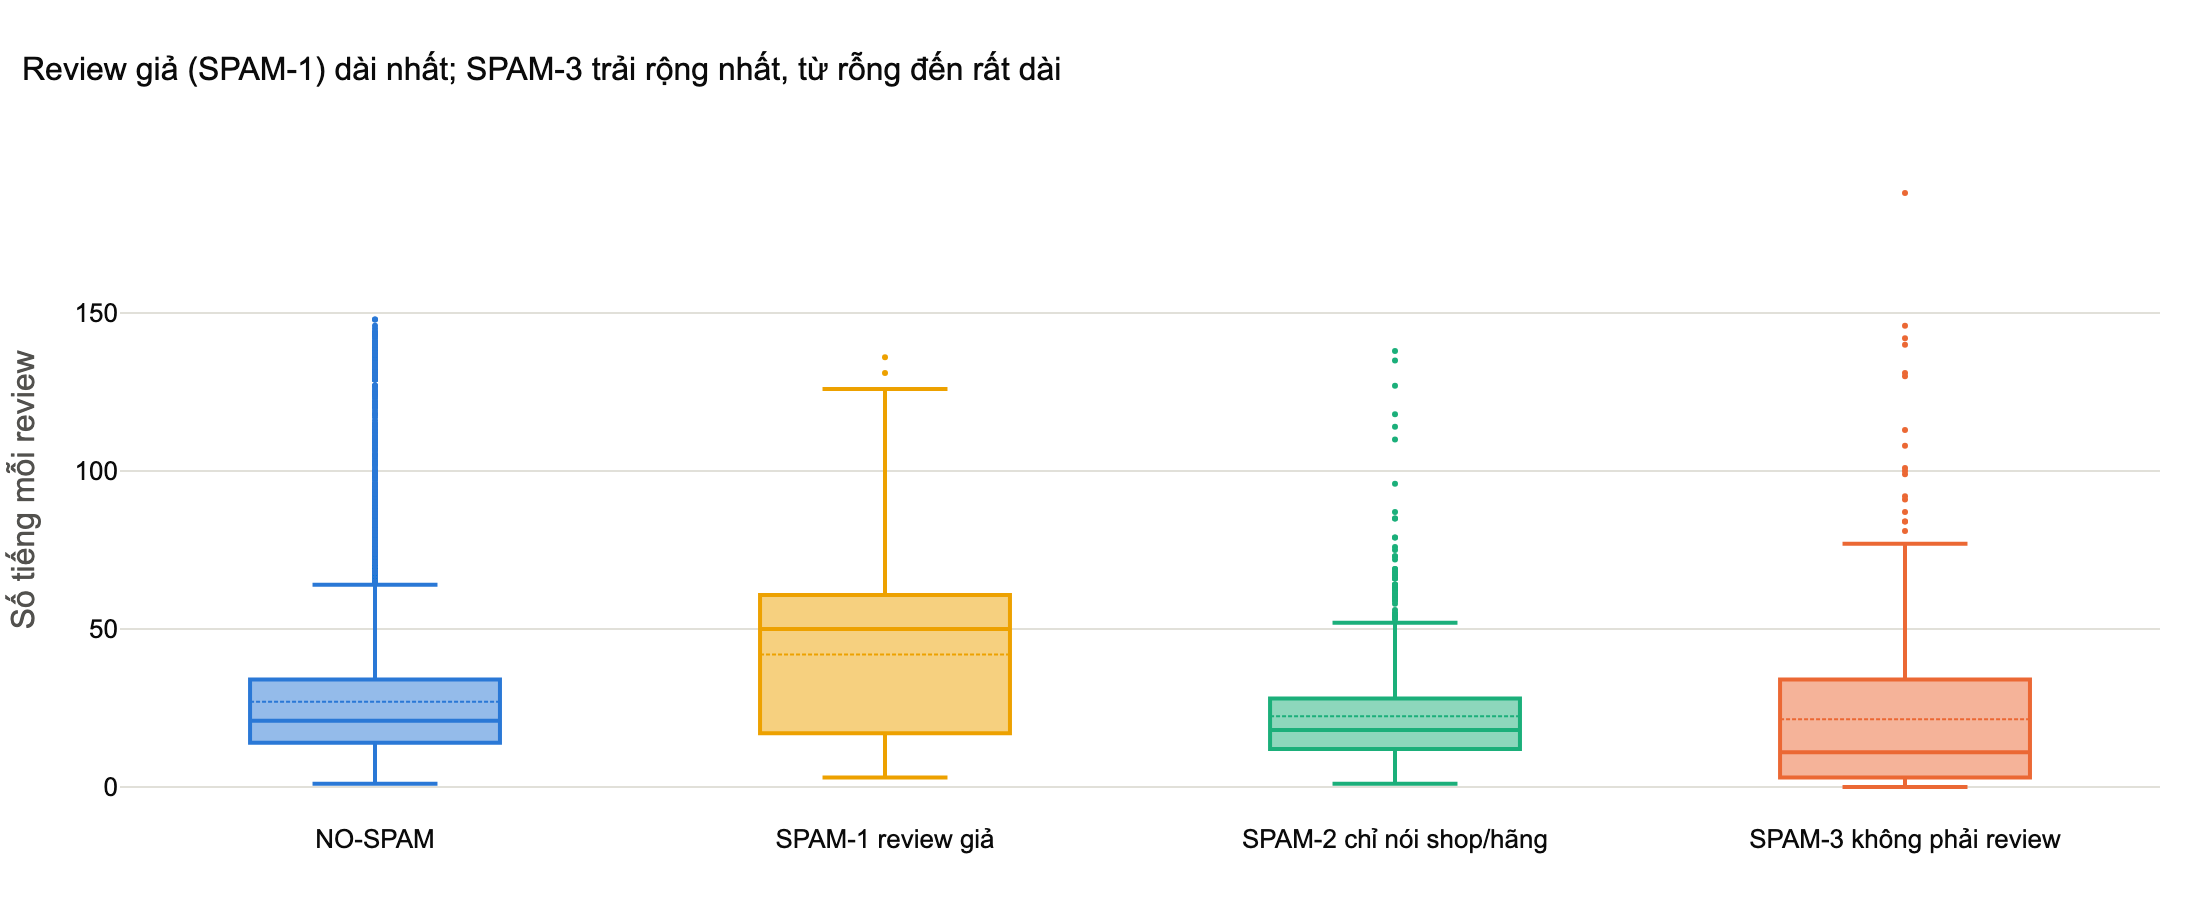 Review giả (SPAM-1) dài nhất; SPAM-3 trải rộng nhất, từ rỗng đến rất dài
Số tiếng mỗi review
150
100
50
0
NO-SPAM
SPAM-1 review giả
SPAM-2 chỉ nói shop/hãng
SPAM-3 không phải review